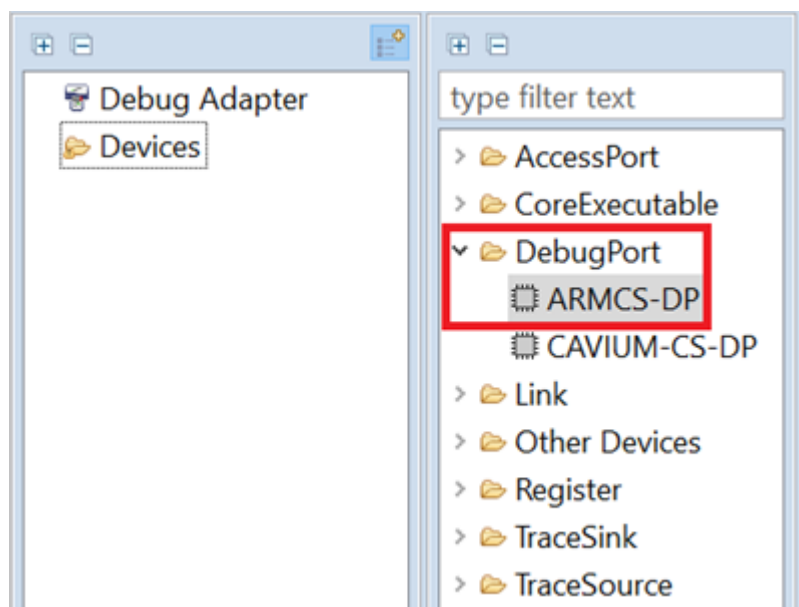 Debug Adapter
Devices
type filter text
AccessPort
CoreExecutable
DebugPort
ARMCS-DP
CAVIUM-CS-DP
Link
Other Devices
Register
TraceSink
TraceSource